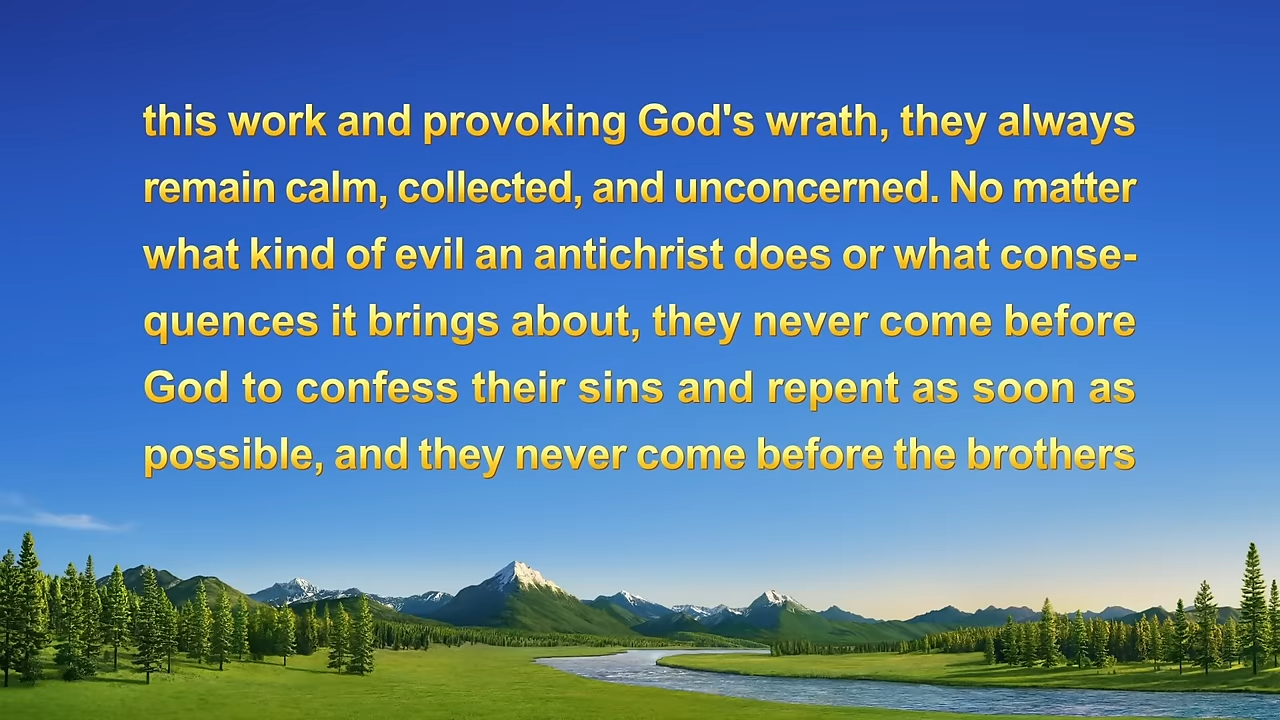 this work and provoking God's wrath, they always
remain calm, collected, and unconcerned. No matter
what kind of evil an antichrist does or what conse-
quences it brings about, they never come before
God to confess their sins and repent as soon as
possible, and they never come before the brothers